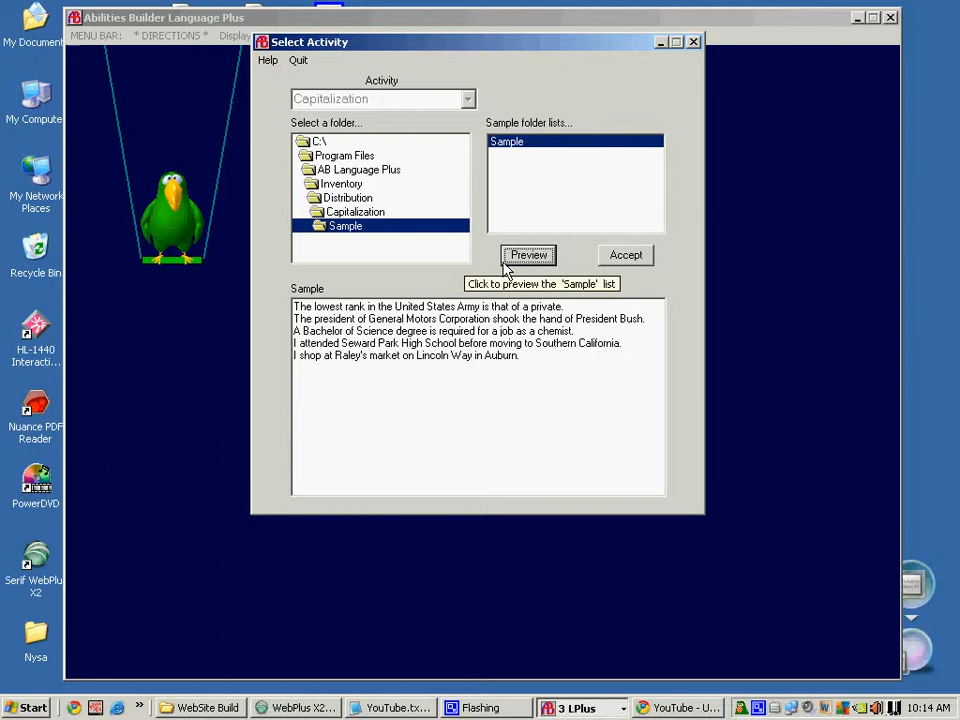 Abilities Builder Language Plus
MENU BAR: * DIRECTIONS * Display
Select Activity
Help Quit
Activity
Capitalization
Select a folder...
Sample folder lists...
C:\
Program Files
AB Language Plus
Inventory
Distribution
Capitalization
Sample
Sample
Preview
Accept
Click to preview the 'Sample' list
Sample
The lowest rank in the United States Army is that of a private.
The president of General Motors Corporation shook the hand of President Bush.
A Bachelor of Science degree is required for a job as a chemist.
I attended Seward Park High School before moving to Southern California.
I shop at Raley's market on Lincoln Way in Auburn.
My Document
My Compute
My Network
Places
Recycle Bin
HL-1440
Interacti...
Nuance PDF
Reader
PowerDVD
Serif WebPlus
X2
Nysa
Start
»
WebSite Build
WebPlus X2...
YouTube.tx...
Flashing
3 LPlus
YouTube - U...
10:14 AM